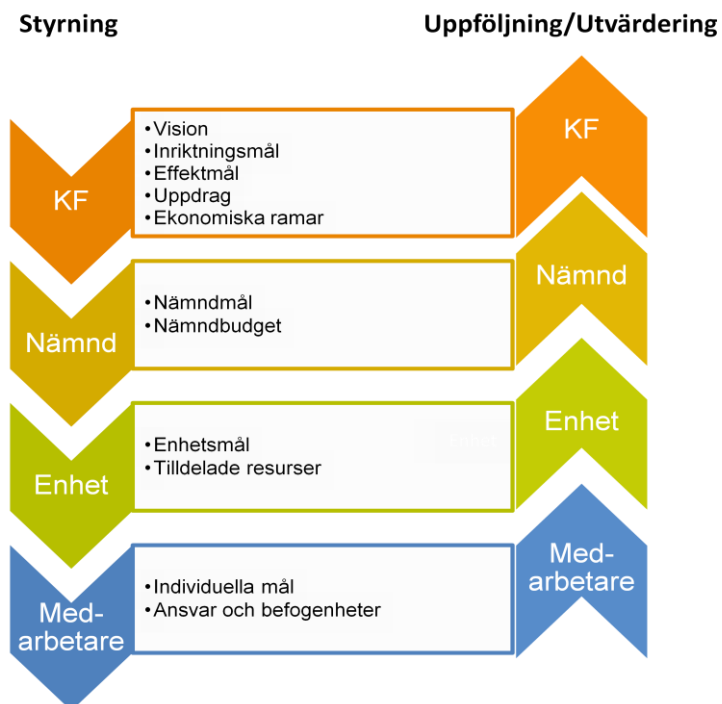 Styrning
Uppföljning/Utvärdering
KF
•Vision
•Inriktningsmål
•Effektmål
•Uppdrag
•Ekonomiska ramar
KF
Nämnd
•Nämndmål
•Nämndbudget
Nämnd
Enhet
•Enhetsmål
•Tilldelade resurser
Enhet
Med-
arbetare
•Individuella mål
•Ansvar och befogenheter
Med-
arbetare